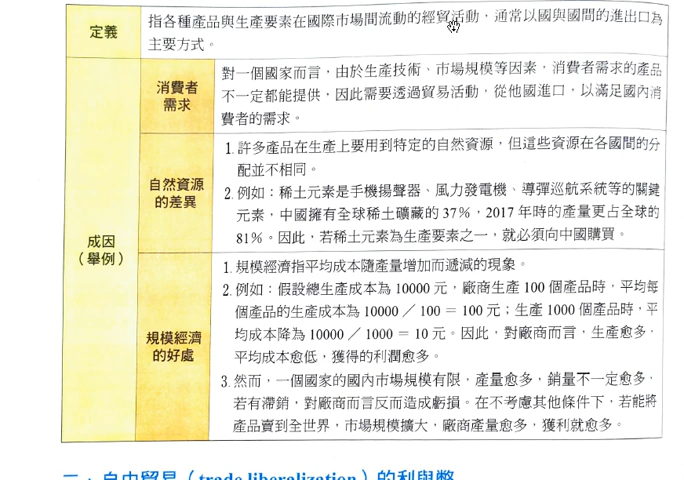 定義
指各種產品與生產要素在國際市場間流動的經貿活動，通常以國與國間的進出口為
主要方式。
成因
（舉例）
消費者
需求
對一個國家而言，由於生產技術、市場規模等因素，消費者需求的產品
不一定都能提供，因此需要透過貿易活動，從他國進口，以滿足國內消
費者的需求。
自然資源
的差異
1. 許多產品在生產上要用到特定的自然資源，但這些資源在各國間的分
配並不相同。
2. 例如：稀土元素是手機揚聲器、風力發電機、導彈巡航系統等的關鍵
元素，中國擁有全球稀土礦藏的 37%，2017 年時的產量更占全球的
81%。因此，若稀土元素為生產要素之一，就必須向中國購買。
規模經濟
的好處
1. 規模經濟指平均成本隨產量增加而遞減的現象。
2. 例如：假設總生產成本為 10000 元，廠商生產 100 個產品時，平均每
個產品的生產成本為 10000 ／ 100 = 100 元；生產 1000 個產品時，平
均成本降為 10000 ／ 1000 = 10 元。因此，對廠商而言，生產愈多，
平均成本愈低，獲得的利潤愈多。
3. 然而，一個國家的國內市場規模有限，產量愈多，銷量不一定愈多，
若有滯銷，對廠商而言反而造成虧損。在不考慮其他條件下，若能將
產品賣到全世界，市場規模擴大，廠商產量愈多，獲利就愈多。
二、自由貿易（trade liberalization）的利與弊